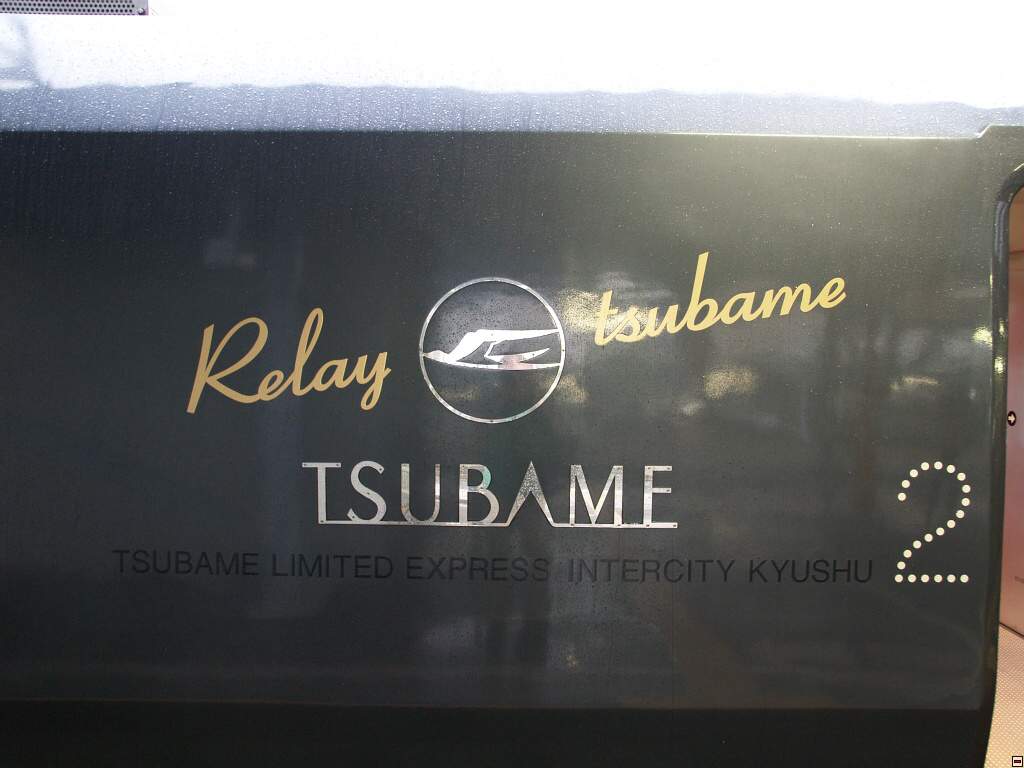 Relay tsubame
TSUBAME
TSUBAME LIMITED EXPRESS INTERCITY KYUSHU
2